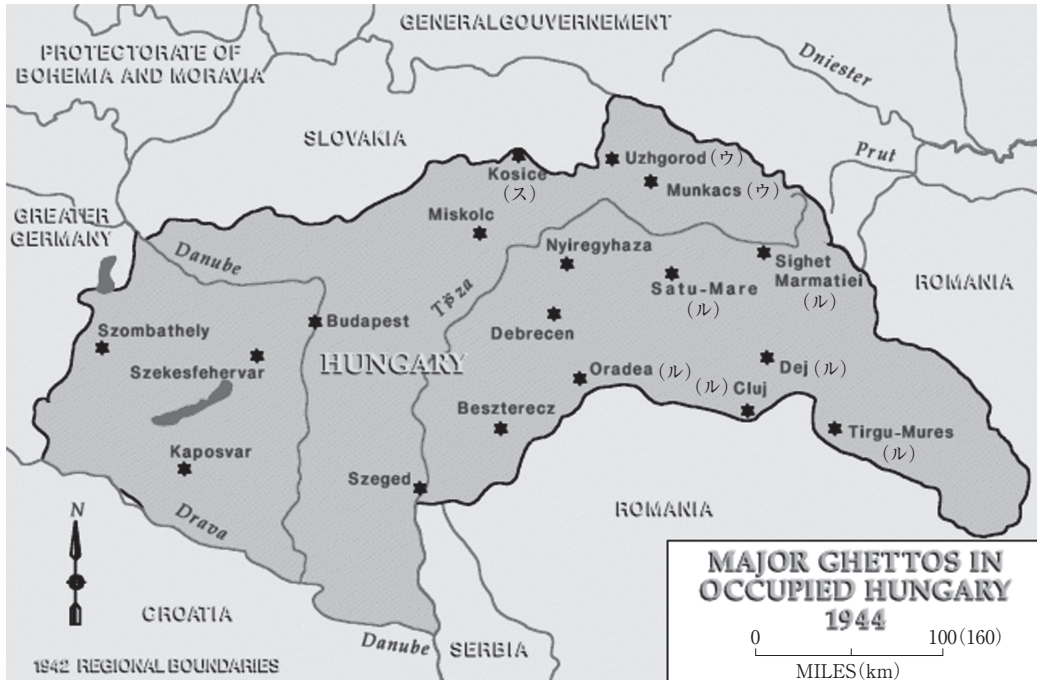 GENERALGOUVERNEMENT
PROTECTORATE OF
BOHEMIA AND MORAVIA
Dniester
SLOVAKIA
Prut
Uzhgorod (ウ)
Kosice
(ス)
Munkacs (ウ)
GREATER
GERMANY
Miskolc
Danube
Nyiregyhaza
Sighet
Marmatiei
(ル)
ROMANIA
Satu-Mare
(ル)
Budapest
Szombathely
Debrecen
HUNGARY
Szekesfehervar
Oradea (ル)
(ル)
Cluj
Dej (ル)
Beszterecz
Tirgu-Mures
(ル)
Kaposvar
Szeged
N
Drava
ROMANIA
CROATIA
Danube
SERBIA
1942 REGIONAL BOUNDARIES
MAJOR GHETTOS IN
OCCUPIED HUNGARY
1944
0 100(160)
MILES(km)